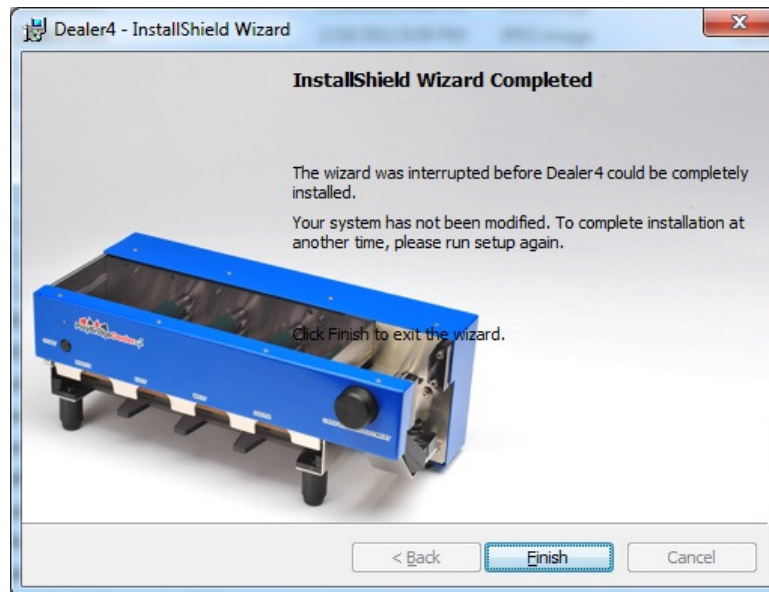 Dealer4 - InstallShield Wizard
InstallShield Wizard Completed
The wizard was interrupted before Dealer4 could be completely
installed.
Your system has not been modified. To complete installation at
another time, please run setup again.
Click Finish to exit the wizard.
< Back
Finish
Cancel